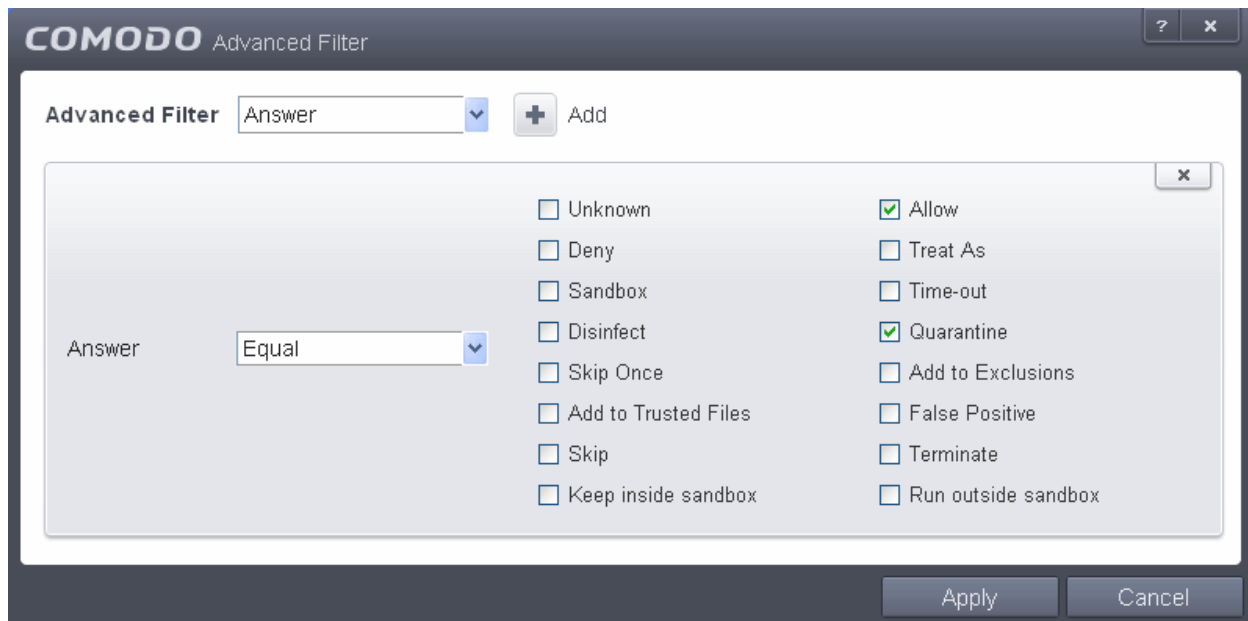 COMODO Advanced Filter
? x
Advanced Filter Answer + Add
x
Unknown Allow
Deny Treat As
Sandbox Time-out
Disinfect Quarantine
Answer Equal
Skip Once Add to Exclusions
Add to Trusted Files False Positive
Skip Terminate
Keep inside sandbox Run outside sandbox
Apply Cancel